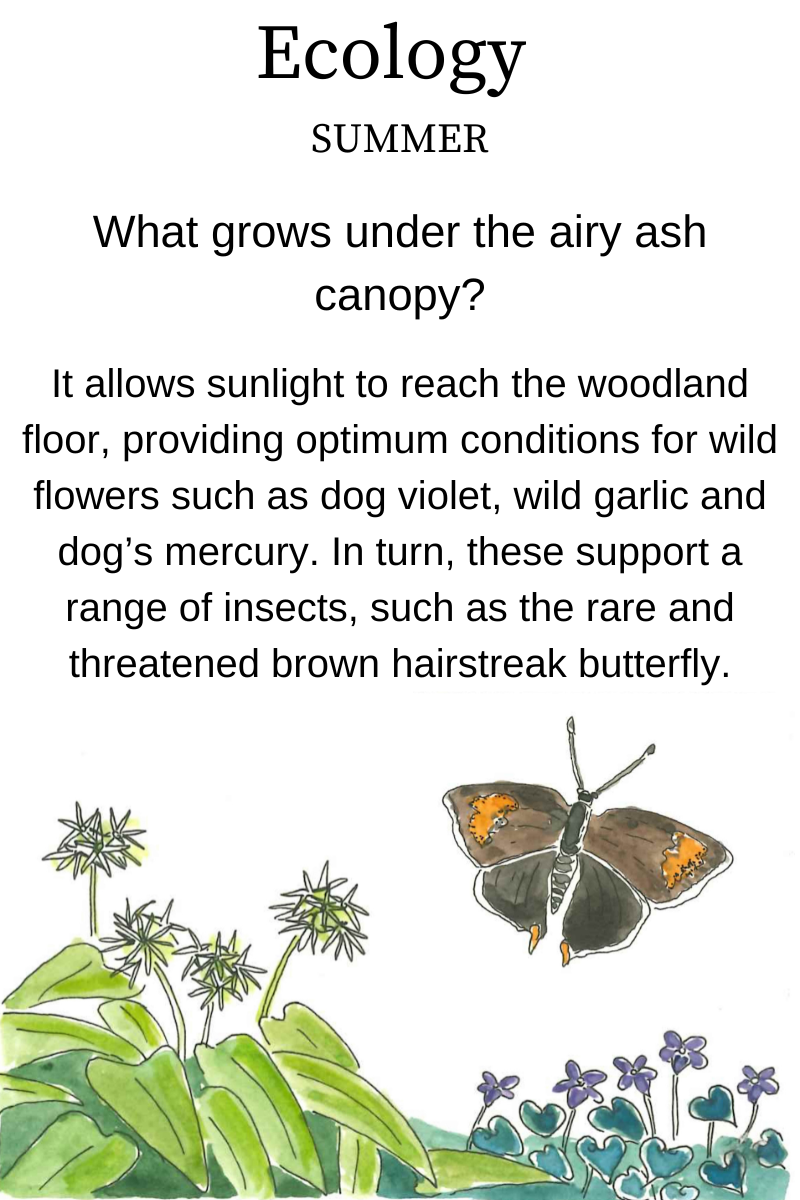 Ecology
SUMMER
What grows under the airy ash
canopy?
It allows sunlight to reach the woodland
floor, providing optimum conditions for wild
flowers such as dog violet, wild garlic and
dog’s mercury. In turn, these support a
range of insects, such as the rare and
threatened brown hairstreak butterfly.